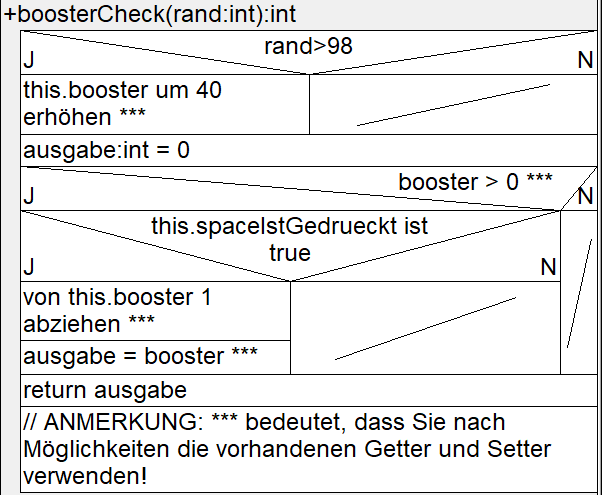 +boosterCheck(rand:int):int
rand>98
J
N
this.booster um 40
erhöhen ***
ausgabe:int = 0
booster > 0 ***
J
N
this.spaceIstGedrueckt ist
true
J
N
von this.booster 1
abziehen ***
ausgabe = booster ***
return ausgabe
// ANMERKUNG: *** bedeutet, dass Sie nach
Möglichkeiten die vorhandenen Getter und Setter
verwenden!